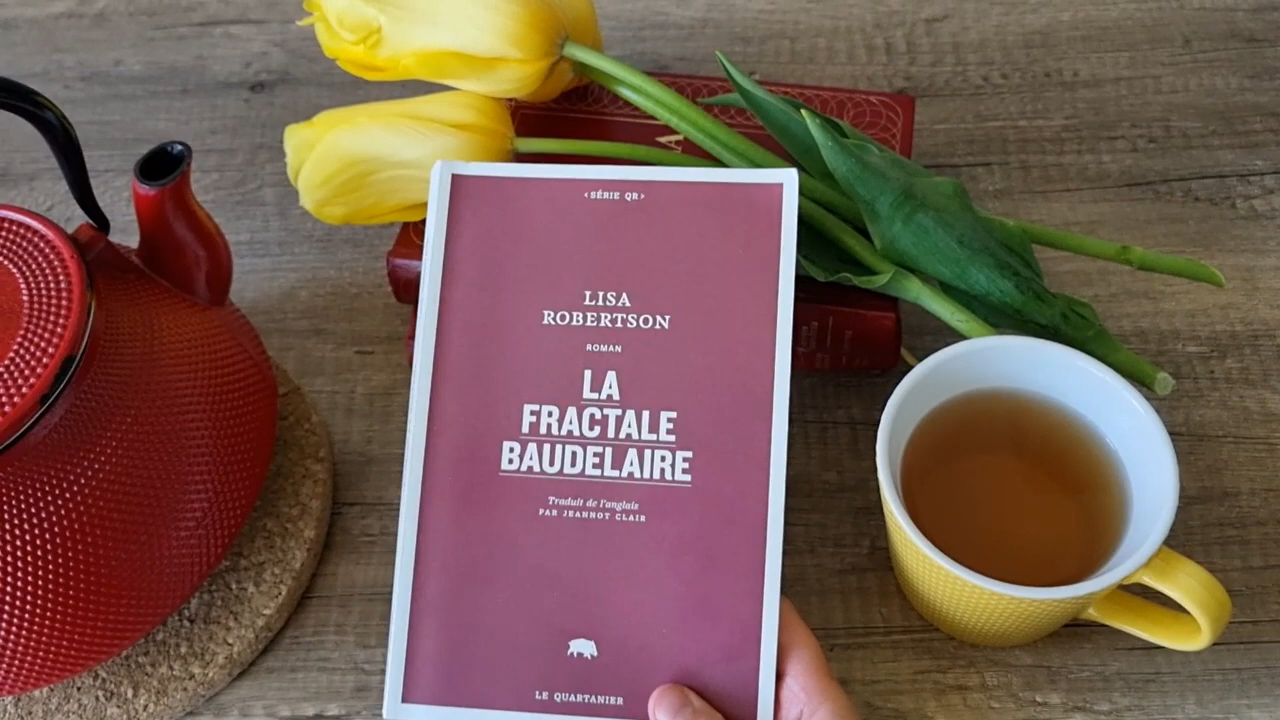 ‹SÉRIE QR›
LISA
ROBERTSON
ROMAN
LA
FRACTALE
BAUDELAIRE
Traduit de l'anglais
PAR JEANNOT CLAIR
LE QUARTANIER